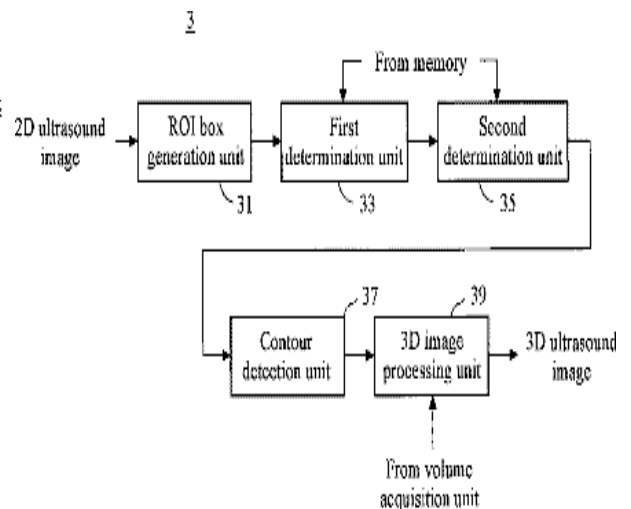 3
From memory
2D ultrasound
image
ROI box
generation unit
First
determination unit
Second
determination unit
31
33
35
37
39
Contour
detection unit
3D image
processing unit
3D ultrasound
image
From volume
acquisition unit